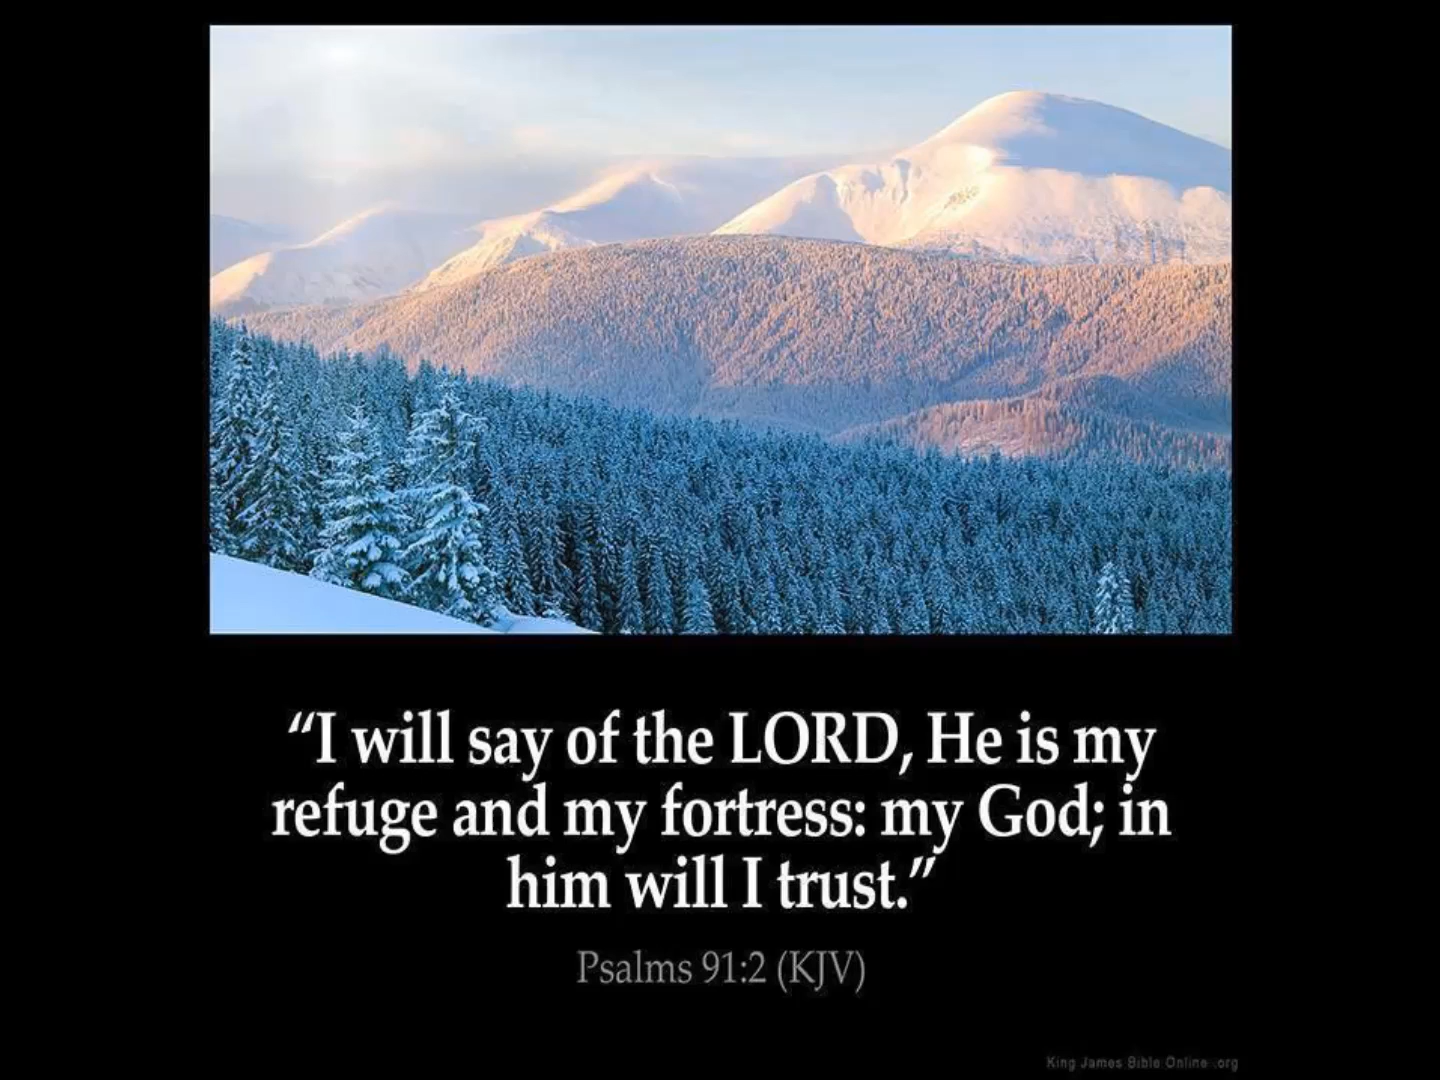 “I will say of the LORD, He is my
refuge and my fortress: my God; in
him will I trust.”
Psalms 91:2 (KJV)
King James Bible Online .org